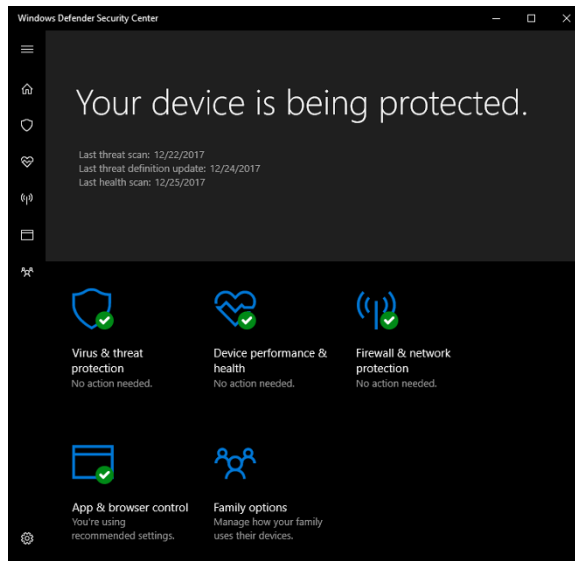 Windows Defender Security Center
Your device is being protected.
Last threat scan: 12/22/2017
Last threat definition update: 12/24/2017
Last health scan: 12/25/2017
Virus & threat
protection
No action needed.
Device performance &
health
No action needed.
Firewall & network
protection
No action needed.
App & browser control
You're using
recommended settings.
Family options
Manage how your family
uses their devices.